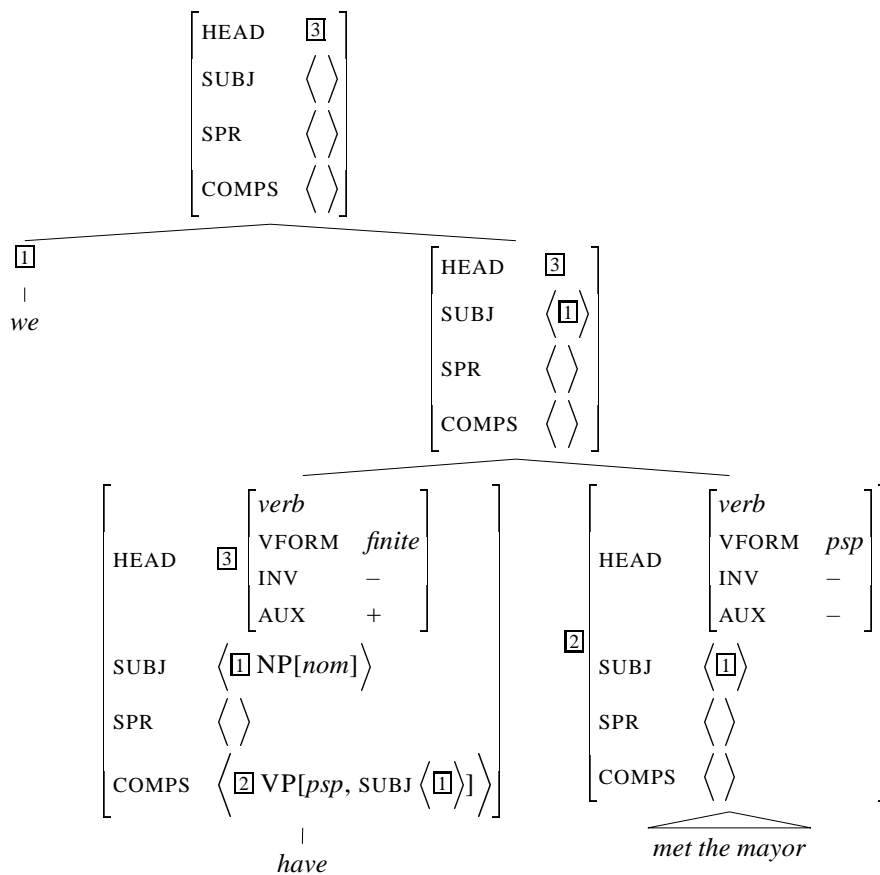 HEAD 3
SUBJ ⟨⟩
SPR ⟨⟩
COMPS ⟨⟩
1
we
HEAD 3
SUBJ ⟨1⟩
SPR ⟨⟩
COMPS ⟨⟩
HEAD 3
verb
VFORM finite
INV –
AUX +
SUBJ ⟨1 NP[nom]⟩
SPR ⟨⟩
COMPS ⟨2 VP[psp, SUBJ ⟨1⟩]⟩
have
2
HEAD
verb
VFORM psp
INV –
AUX –
SUBJ ⟨1⟩
SPR ⟨⟩
COMPS ⟨⟩
met the mayor